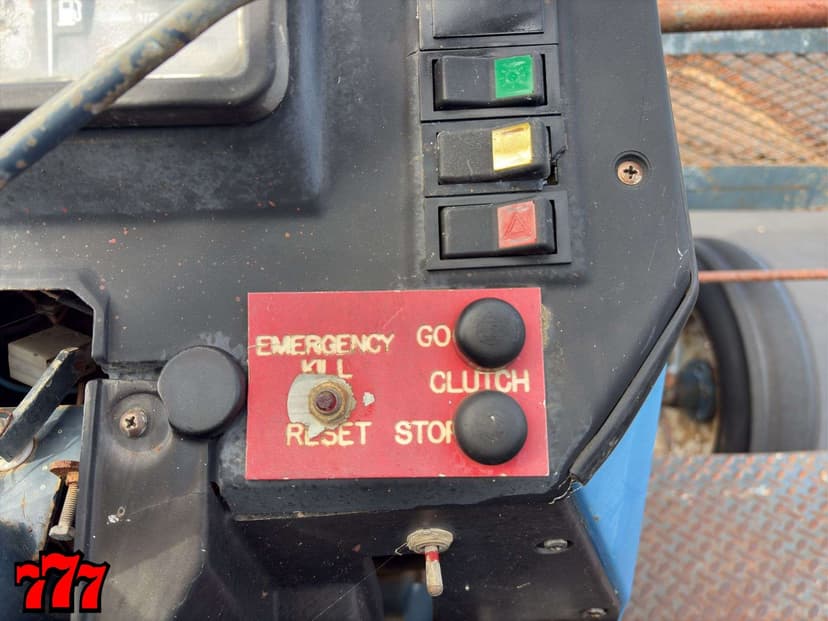 EMERGENCY
KILL
RESET
GO
CLUTCH
STOP
777